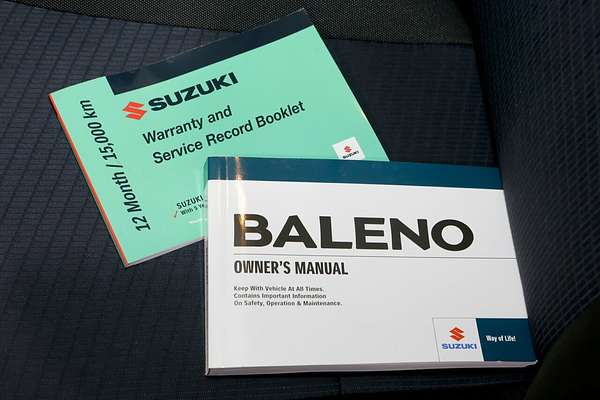 SUZUKI
Warranty and
Service Record Booklet
12 Month / 15,000 km
SUZUKI
BALENO
OWNER'S MANUAL
Keep With Vehicle At All Times.
Contains Important Information
On Safety, Operation & Maintenance.
SUZUKI
Way of Life!